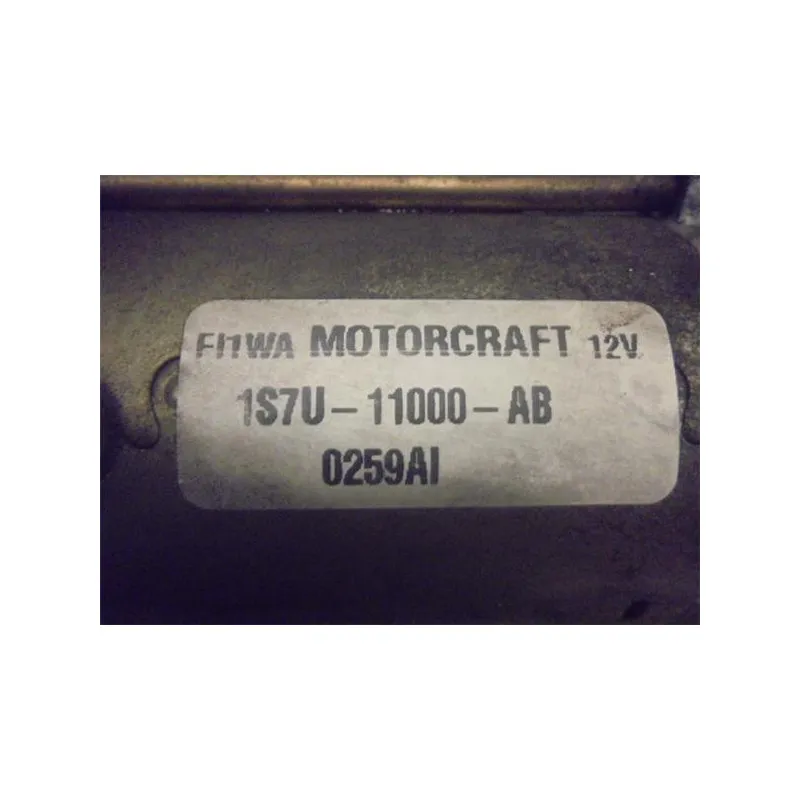 FI1WA MOTORCRAFT 12V
1S7U-11000-AB
0259AI